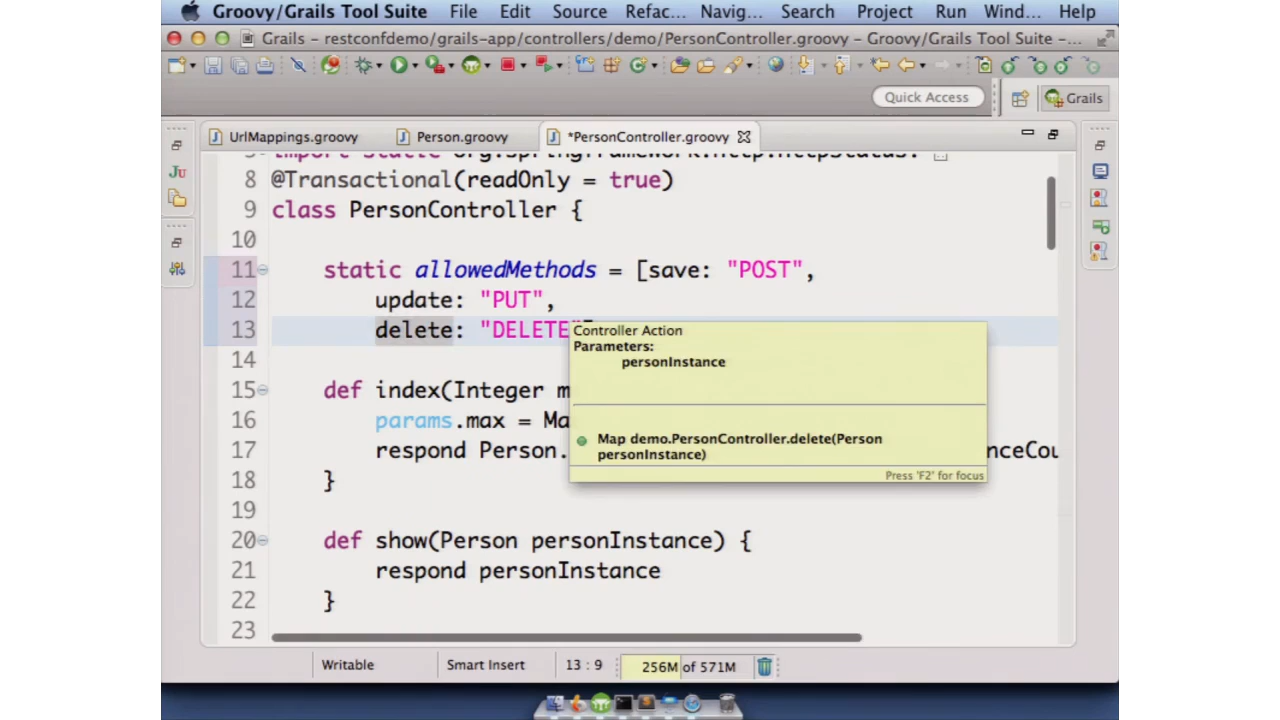 Groovy/Grails Tool Suite File Edit Source Refac... Navig... Search Project Run Wind... Help
Grails - restconfdemo/grails-app/controllers/demo/PersonController.groovy - Groovy/Grails Tool Suite -...
Quick Access
Grails
UrlMappings.groovy
Person.groovy
*PersonController.groovy
8 @Transactional(readOnly = true)
9 class PersonController {
10
11 static allowedMethods = [save: "POST",
12 update: "PUT",
13 delete: "DELETE"
14
15 def index(Integer m
16 params.max = Ma
17 respond Person. nceCou
18 }
19
20 def show(Person personInstance) {
21 respond personInstance
22 }
23
Controller Action
Parameters:
personInstance
Map demo.PersonController.delete(Person
personInstance)
Press 'F2' for focus
Ju
Writable
Smart Insert
13 : 9
256M of 571M